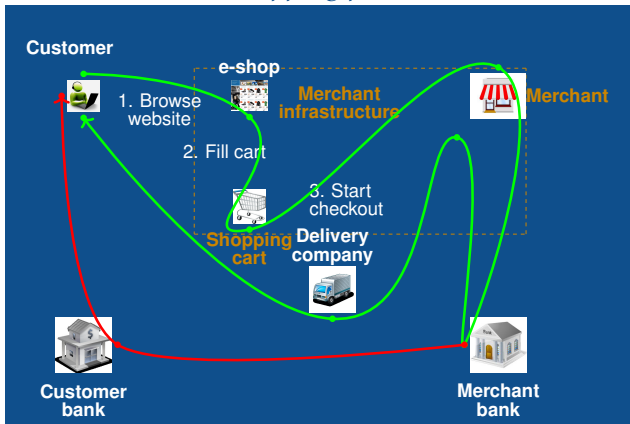 Customer
e-shop
1. Browse
website
Merchant
infrastructure
Merchant
2. Fill cart
3. Start
checkout
Shopping
cart
Delivery
company
Customer
bank
Merchant
bank